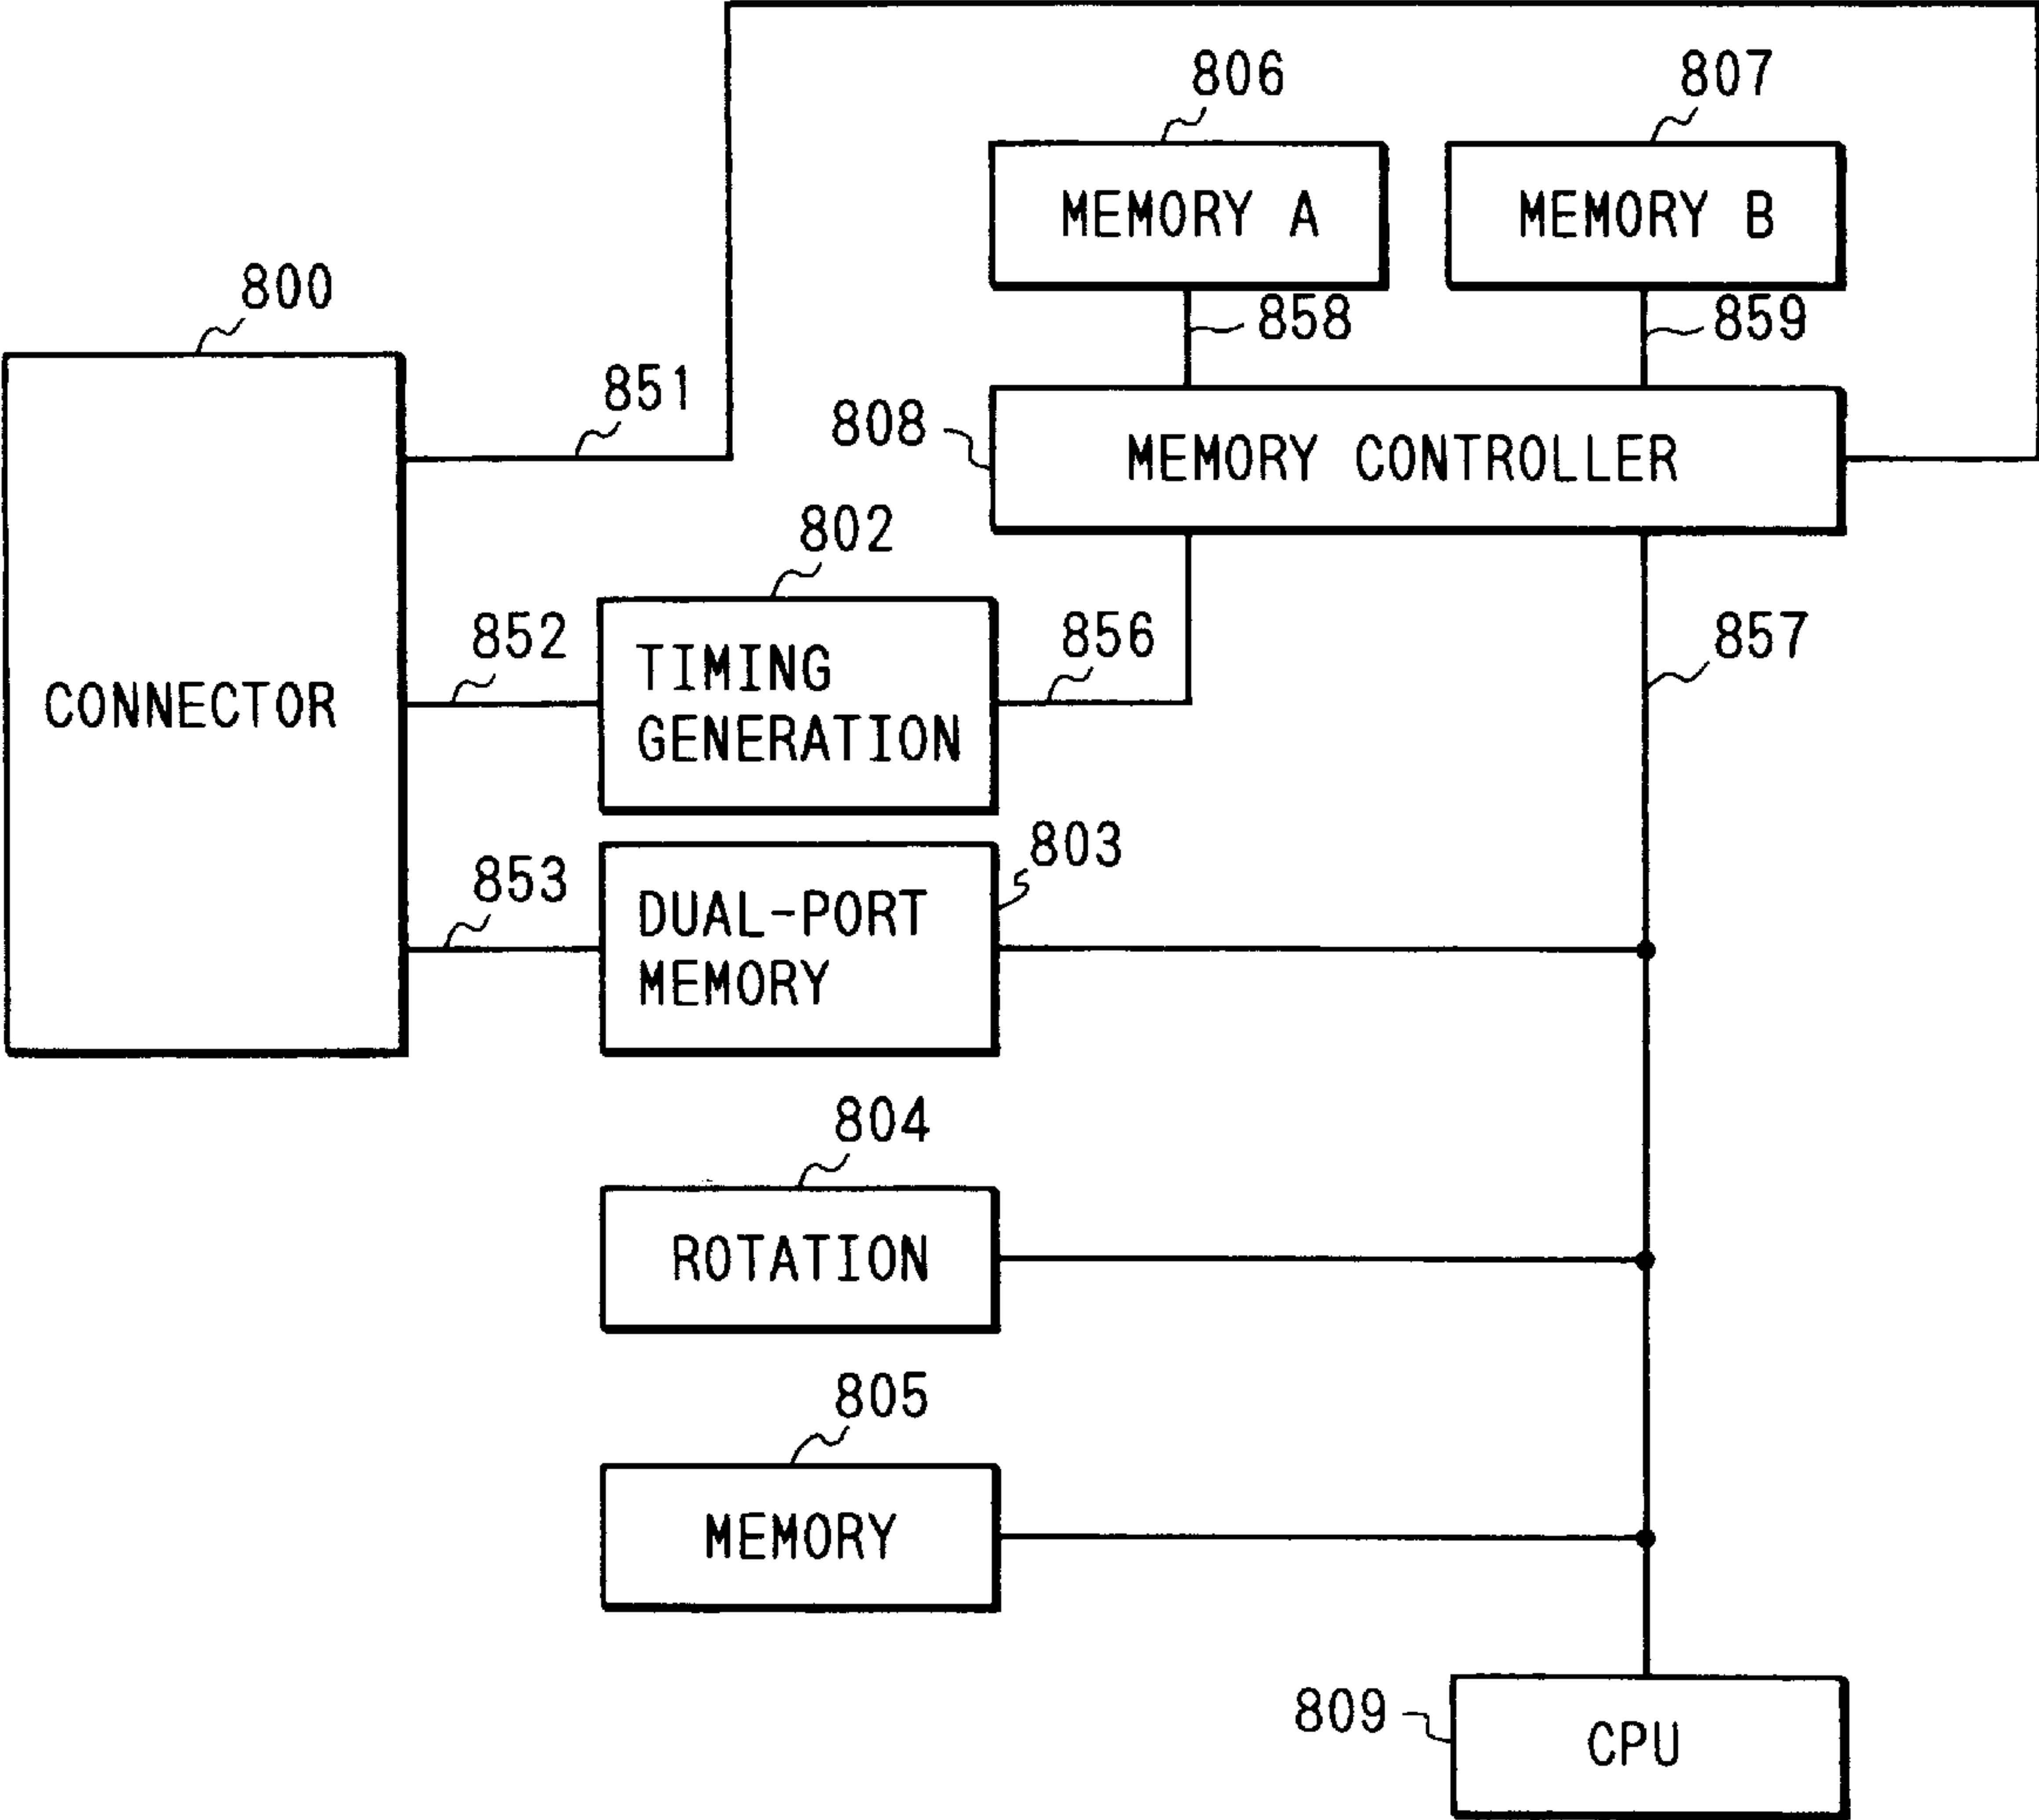 806
807
MEMORY A
MEMORY B
800
858
859
851
808
MEMORY CONTROLLER
802
852
TIMING
GENERATION
856
857
CONNECTOR
803
853
DUAL-PORT
MEMORY
804
ROTATION
805
MEMORY
809
CPU